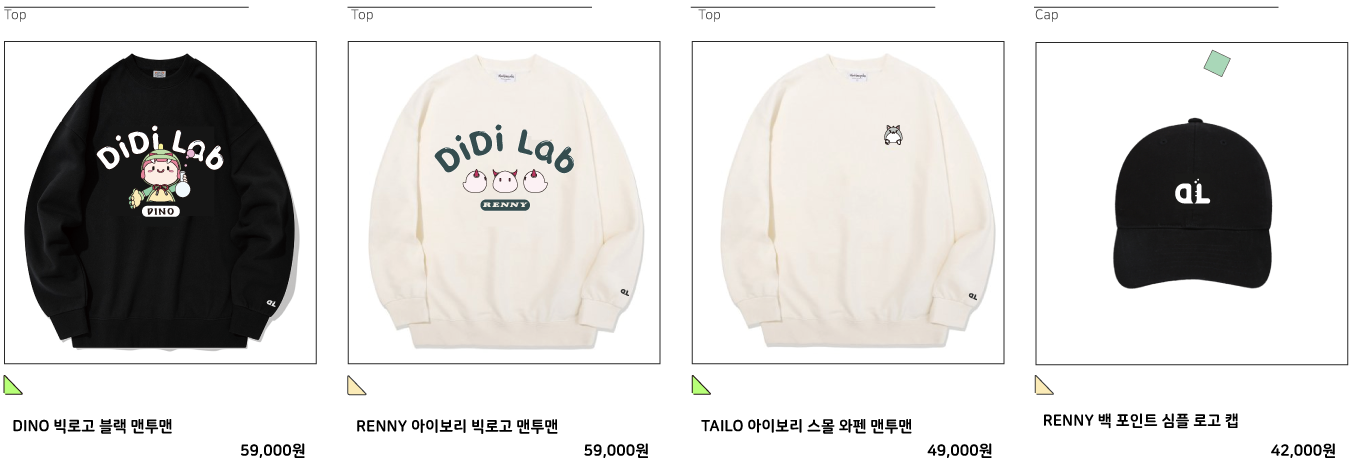 Top
Top
Top
Cap
DiDi Lab
DINO
DL
DiDi Lab
RENNY
DL
DL
DL
DINO 빅로고 블랙 맨투맨
59,000원
RENNY 아이보리 빅로고 맨투맨
59,000원
TAILO 아이보리 스몰 와펜 맨투맨
49,000원
RENNY 백 포인트 심플 로고 캡
42,000원